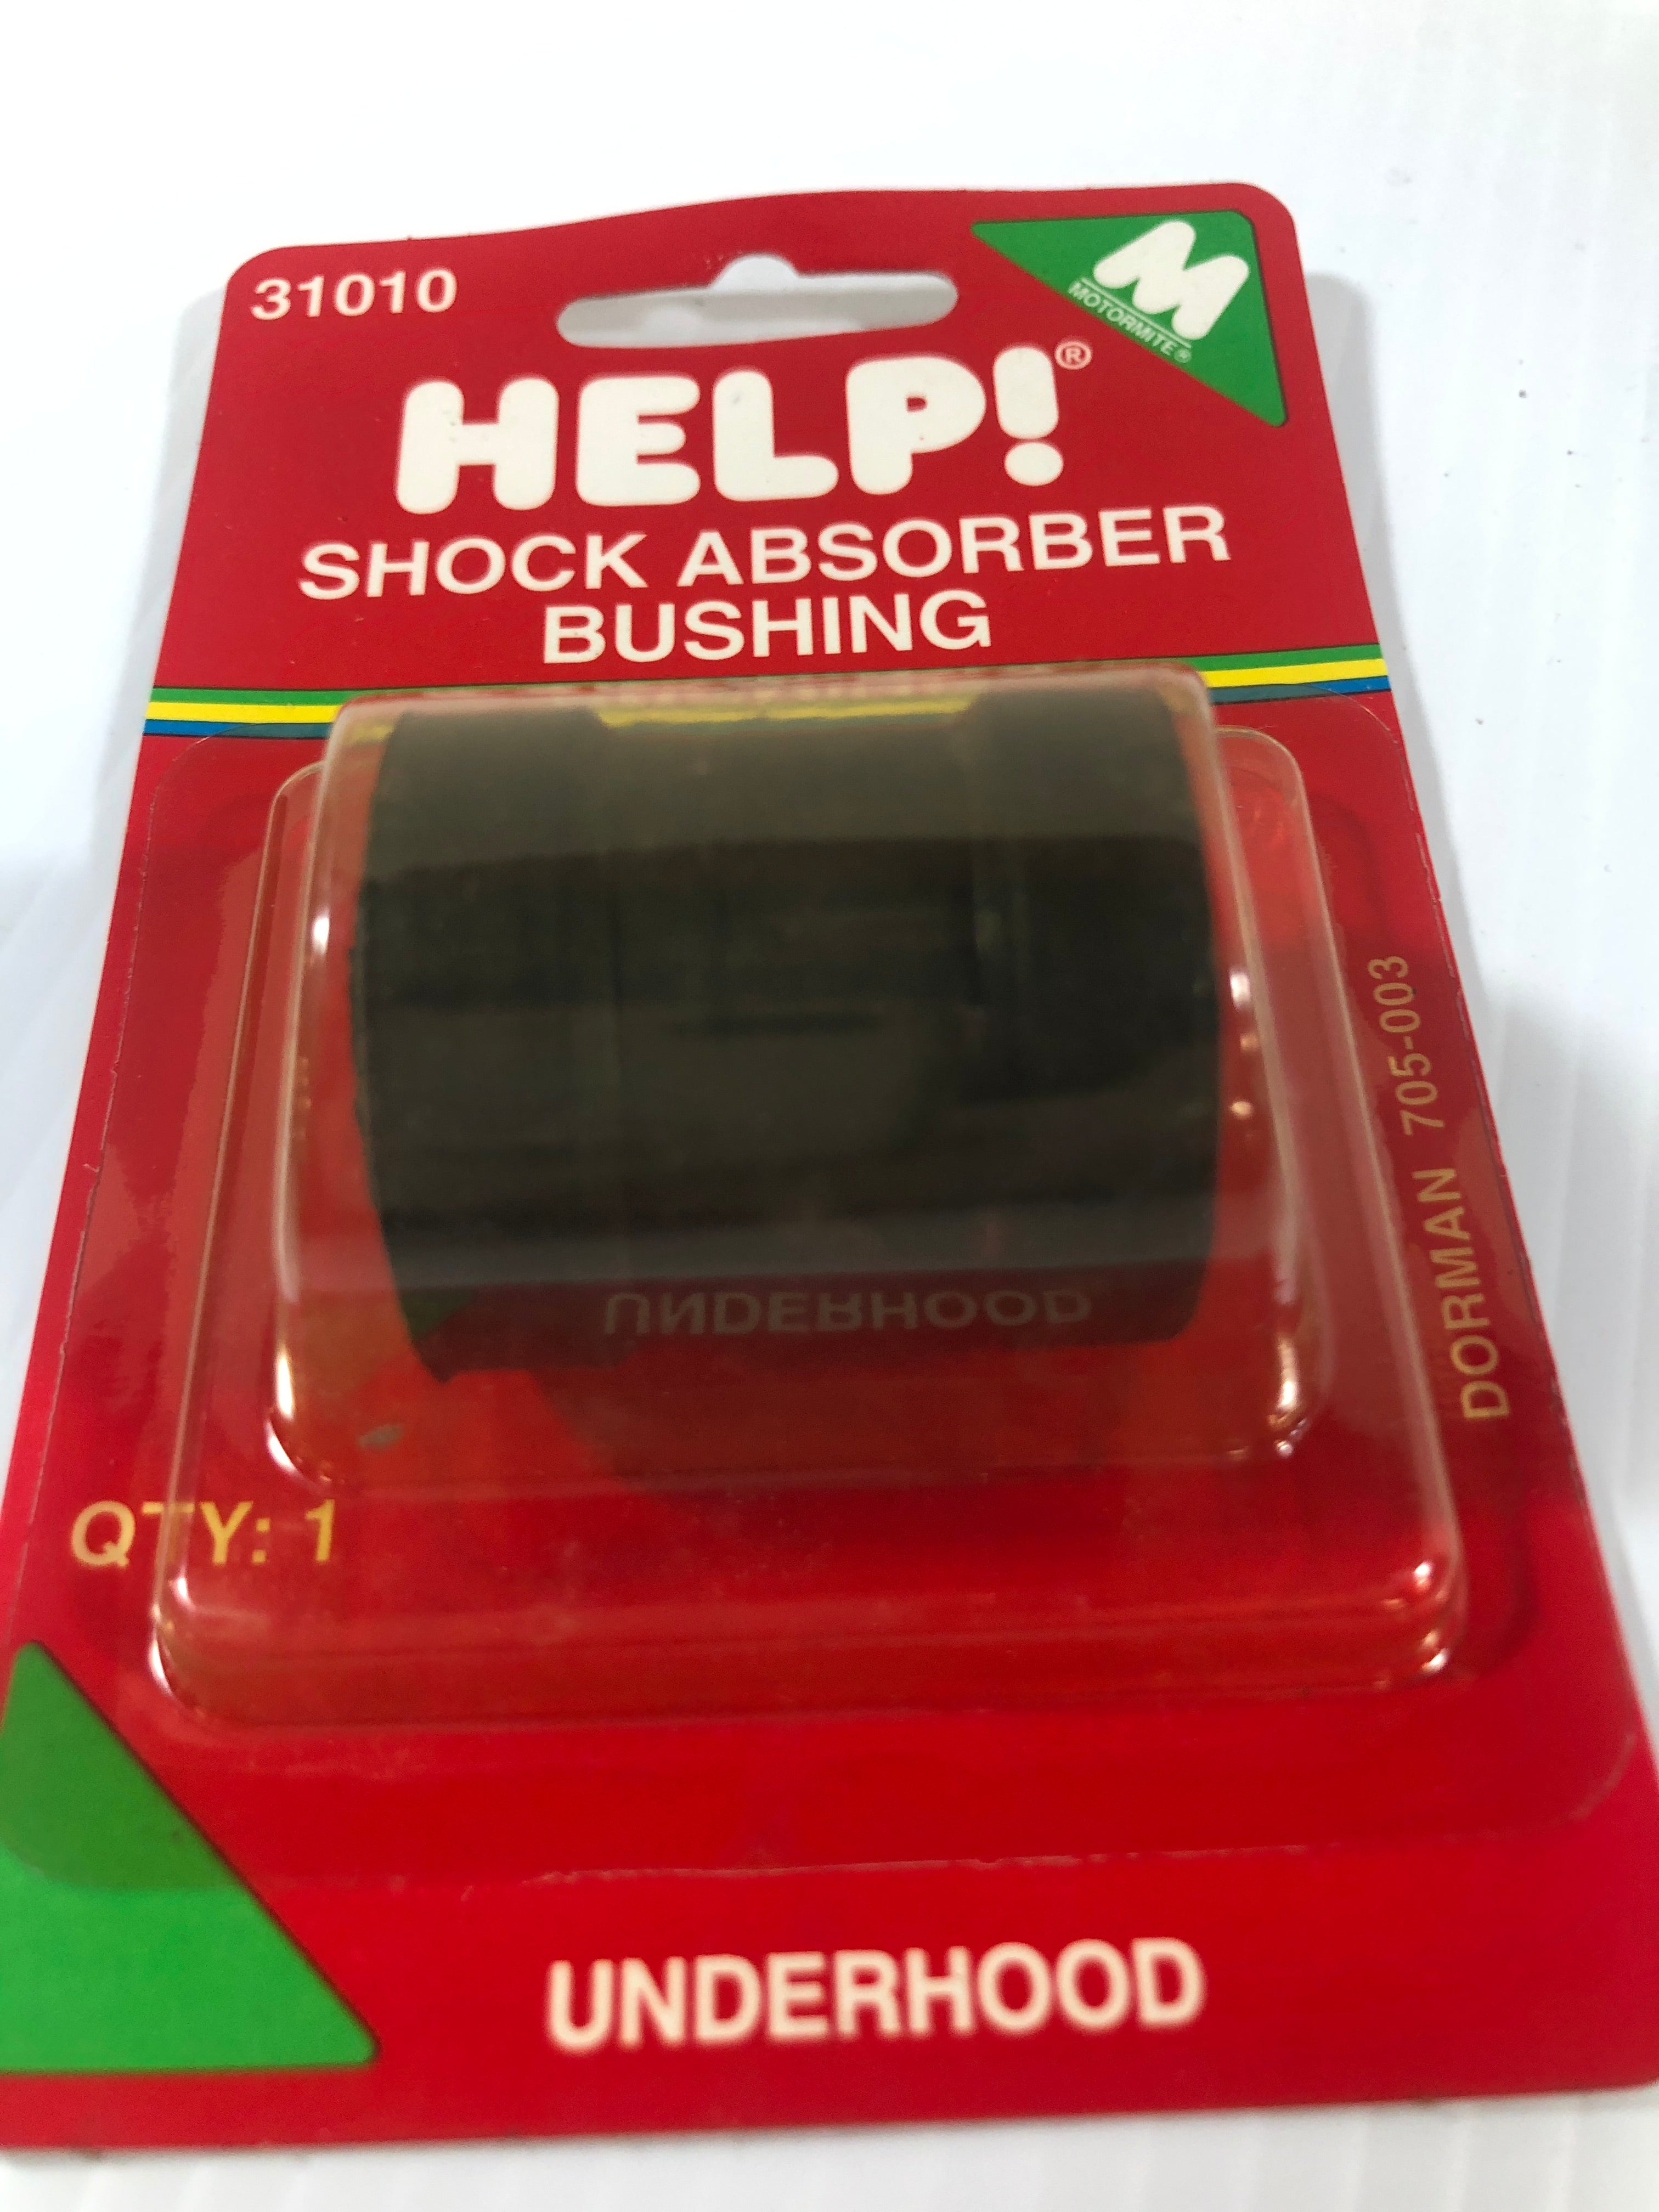 31010
M
MOTORMITE®
HELP!®
SHOCK ABSORBER
BUSHING
DORMAN 705-003
UNDERHOOD
QTY: 1
UNDERHOOD